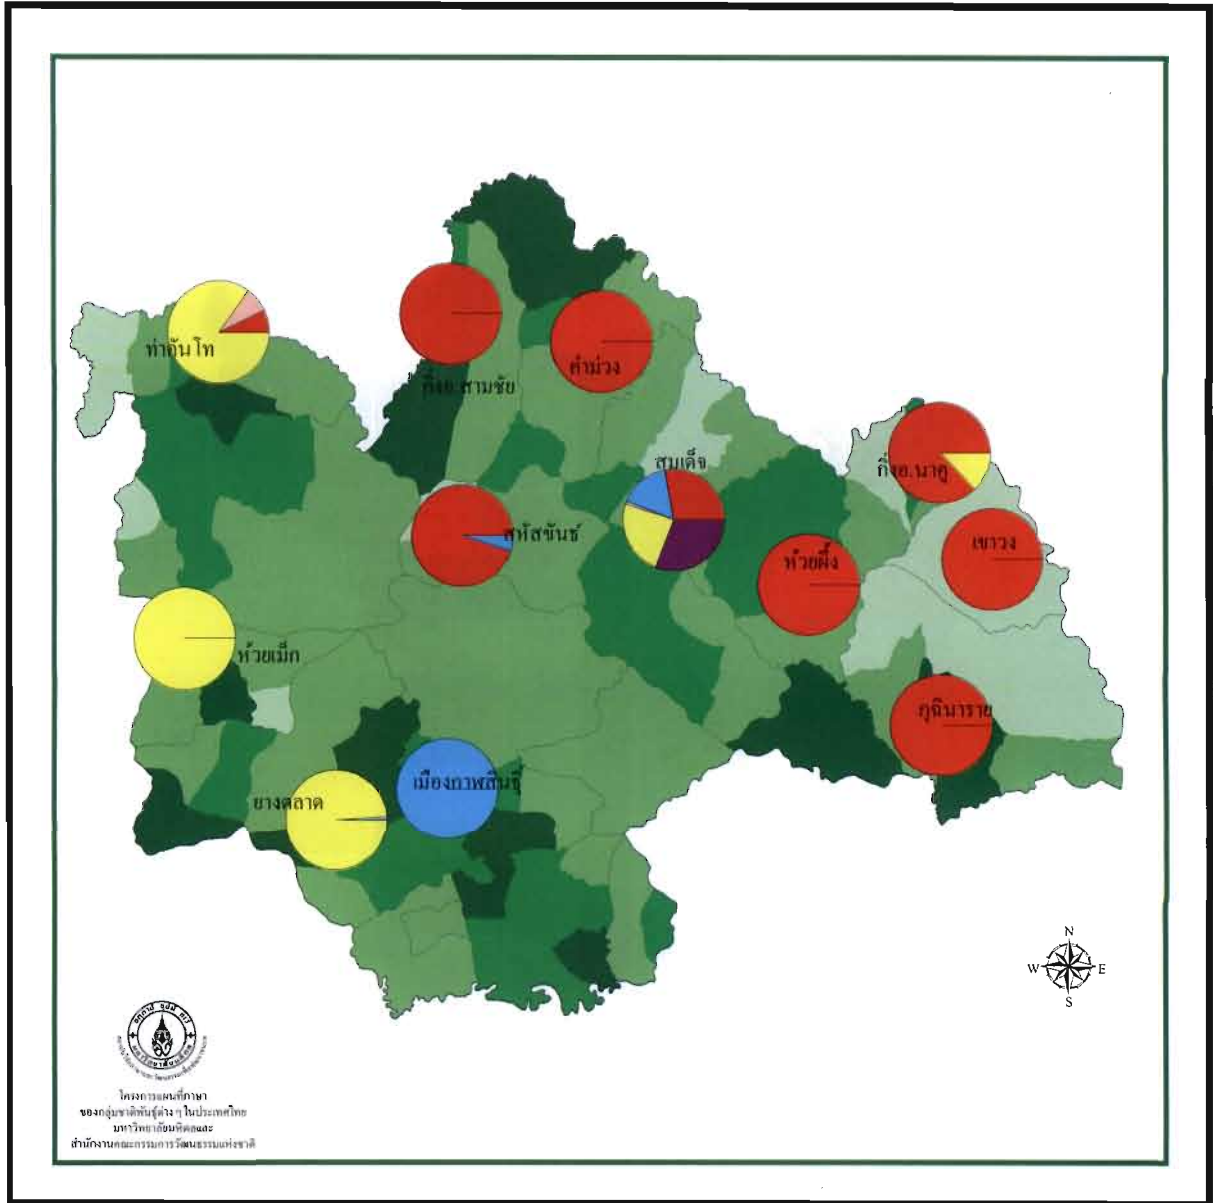 ท่าคันโท
กิ่งอ.สามชัย
คำม่วง
สมเด็จ
กิ่งอ.นาคู
สหัสขันธ์
เขาวง
ห้วยผึ้ง
ห้วยเม็ก
กุฉินาราย
เมืองกาฬสินธุ์
ยางตลาด
N
W E
S
โครงการแผนที่ภาษา
ของกลุ่มชาติพันธุ์ต่าง ๆ ในประเทศไทย
มหาวิทยาลัยมหิดลและ
สำนักงานคณะกรรมการวัฒนธรรมแห่งชาติ